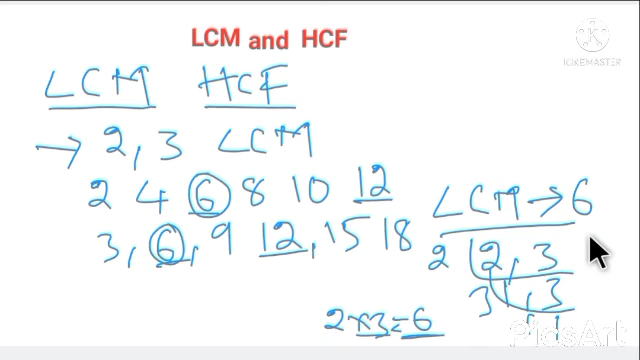 LCM and HCF
KINEMASTER
LCM HCF
→ 2, 3 LCM
2 4 6 8 10 12
3, 6, 9 12, 15 18
LCM → 6
2 2, 3
3 1, 3
1
2×3=6
PicsArt